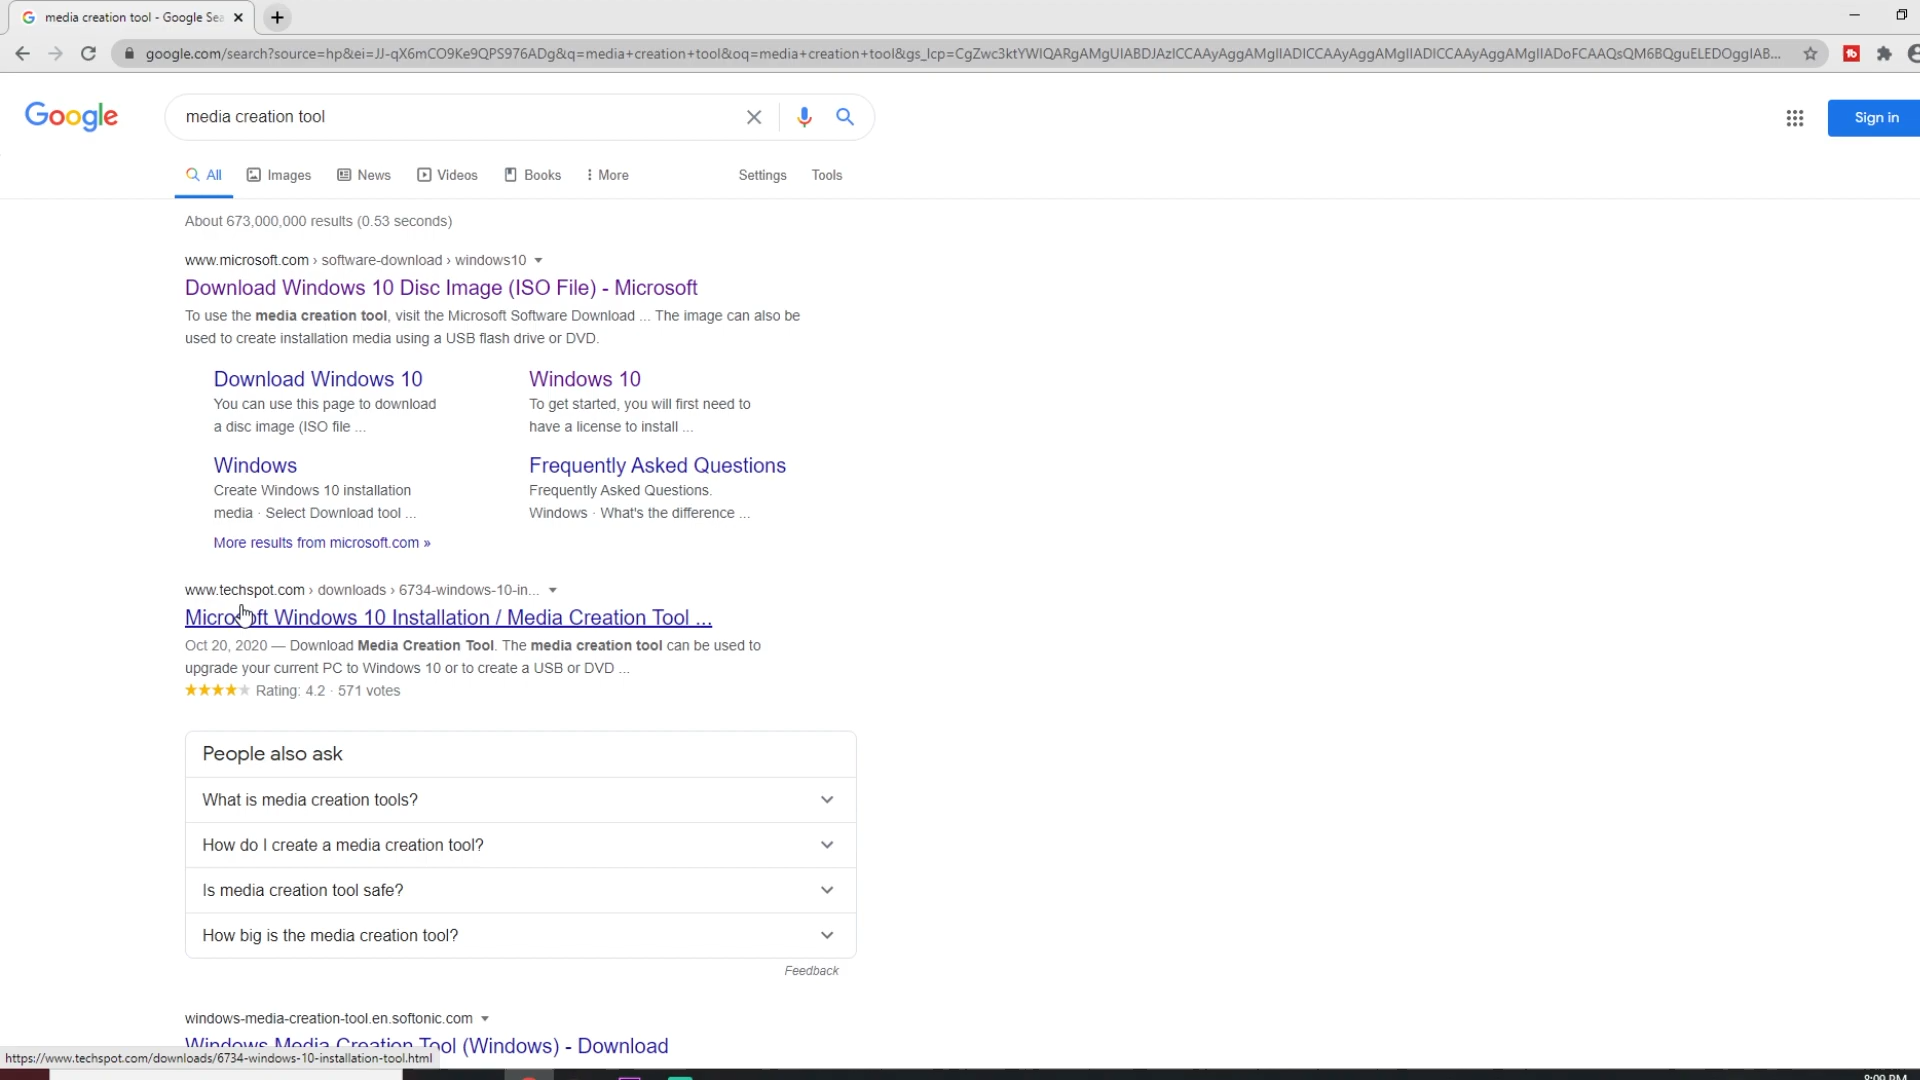 media creation tool - Google Sea
google.com/search?source=hp&ei=JJ-qX6mCO9Ke9QPS976ADg&q=media+creation+tool&oq=media+creation+tool&gs_lcp=CgZwc3ktYWIQARgAMgUIABDJAzICCAAyAggAMgIIADICCAAyAggAMgIIADICCAAyAggAMgIIADoFCAAQsQM6BQguELEDOggIAB...
Google
media creation tool
Sign in
All Images News Videos Books More Settings Tools
About 673,000,000 results (0.53 seconds)
www.microsoft.com › software-download › windows10
Download Windows 10 Disc Image (ISO File) - Microsoft
To use the media creation tool, visit the Microsoft Software Download ... The image can also be
used to create installation media using a USB flash drive or DVD.
Download Windows 10
You can use this page to download
a disc image (ISO file ...
Windows 10
To get started, you will first need to
have a license to install ...
Windows
Create Windows 10 installation
media · Select Download tool ...
Frequently Asked Questions
Frequently Asked Questions.
Windows · What's the difference ...
More results from microsoft.com »
www.techspot.com › downloads › 6734-windows-10-in...
Microsoft Windows 10 Installation / Media Creation Tool ...
Oct 20, 2020 — Download Media Creation Tool. The media creation tool can be used to
upgrade your current PC to Windows 10 or to create a USB or DVD ...
Rating: 4.2 · 571 votes
People also ask
What is media creation tools?
How do I create a media creation tool?
Is media creation tool safe?
How big is the media creation tool?
Feedback
windows-media-creation-tool.en.softonic.com
Windows Media Creation Tool (Windows) - Download
https://www.techspot.com/downloads/6734-windows-10-installation-tool.html
8:09 PM